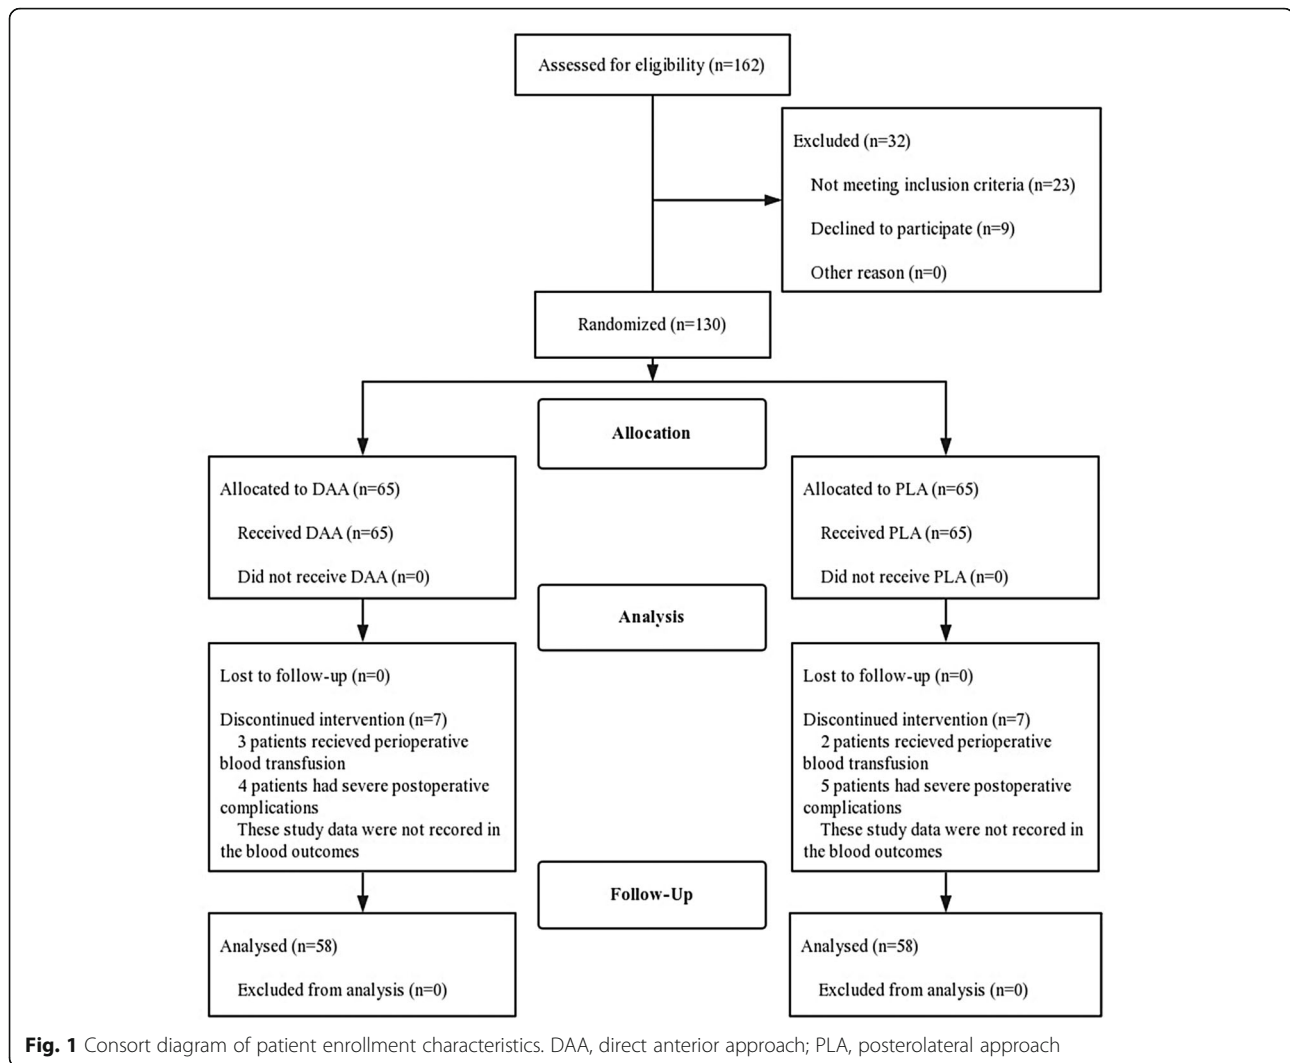 Assessed for eligibility (n=162)
Excluded (n=32)
Not meeting inclusion criteria (n=23)
Declined to participate (n=9)
Other reason (n=0)
Randomized (n=130)
Allocation
Allocated to DAA (n=65)
Received DAA (n=65)
Did not receive DAA (n=0)
Allocated to PLA (n=65)
Received PLA (n=65)
Did not receive PLA (n=0)
Analysis
Lost to follow-up (n=0)
Discontinued intervention (n=7)
3 patients recieved perioperative
blood transfusion
4 patients had severe postoperative
complications
These study data were not recored in
the blood outcomes
Lost to follow-up (n=0)
Discontinued intervention (n=7)
2 patients recieved perioperative
blood transfusion
5 patients had severe postoperative
complications
These study data were not recored in
the blood outcomes
Follow-Up
Analysed (n=58)
Excluded from analysis (n=0)
Analysed (n=58)
Excluded from analysis (n=0)
Fig. 1 Consort diagram of patient enrollment characteristics. DAA, direct anterior approach; PLA, posterolateral approach